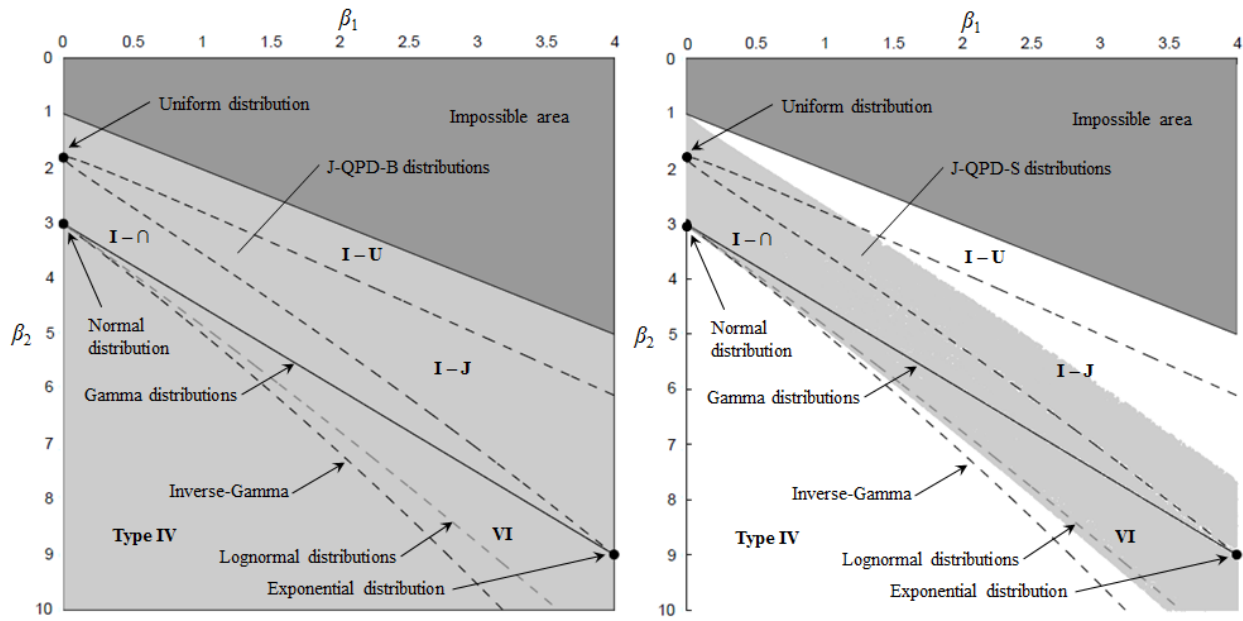 β1
0 0.5 1 1.5 2 2.5 3 3.5 4
0
1
2
3
4
5
6
7
8
9
10
β2
Uniform distribution
Impossible area
J-QPD-B distributions
I – ∩
I – U
Normal
distribution
I – J
Gamma distributions
Inverse-Gamma
Type IV
VI
Lognormal distributions
Exponential distribution
β1
0 0.5 1 1.5 2 2.5 3 3.5 4
0
1
2
3
4
5
6
7
8
9
10
β2
Uniform distribution
Impossible area
J-QPD-S distributions
I – ∩
I – U
Normal
distribution
I – J
Gamma distributions
Inverse-Gamma
Type IV
VI
Lognormal distributions
Exponential distribution